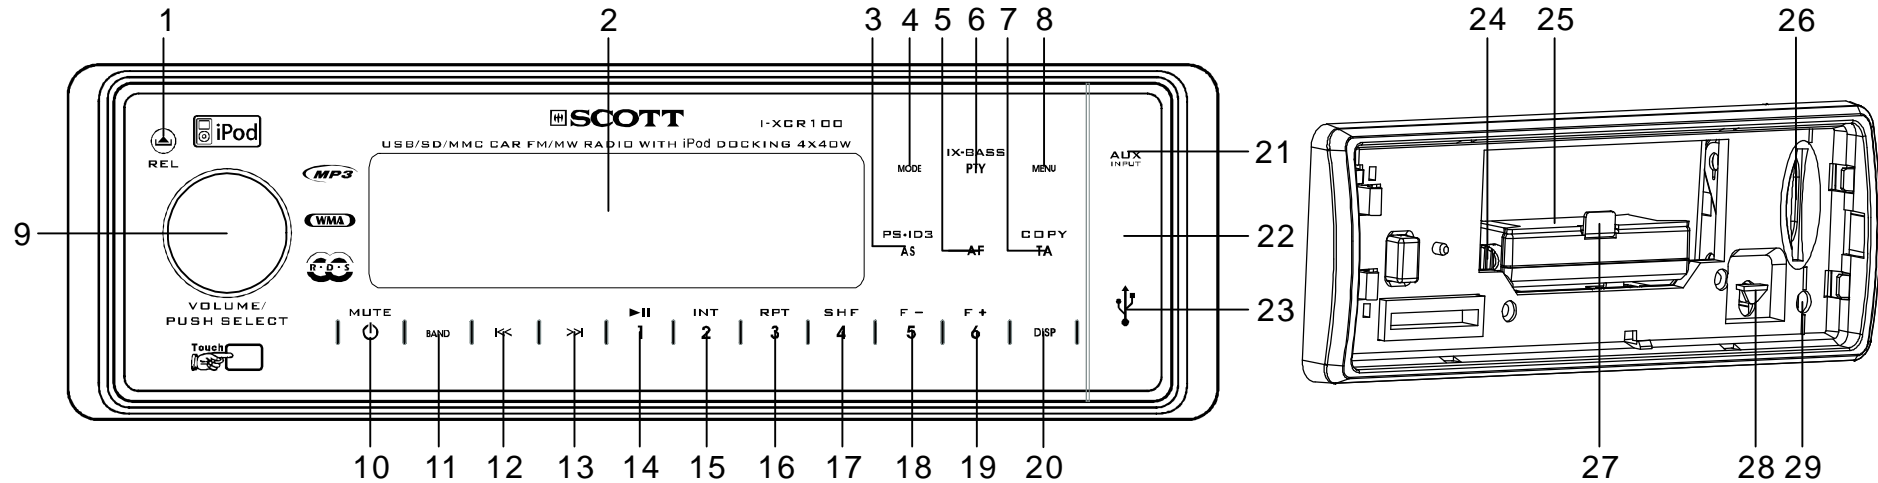 1 2 3 4 5 6 7 8 24 25 26
SCOTT
I-XCR100
iPod
REL
USB/SD/MMC CAR FM/MW RADIO WITH iPod DOCKING 4X40W
MP3
WMA
R·D·S
MODE
IX-BASS
PTY
MENU
AUX
INPUT
21
9
PS·ID3
AS
AF
COPY
TA
22
VOLUME/
PUSH SELECT
23
Touch
MUTE
BAND
INT
RPT
SHF
F −
F +
1 2 3 4 5 6
DISP
10 11 12 13 14 15 16 17 18 19 20 27 28 29